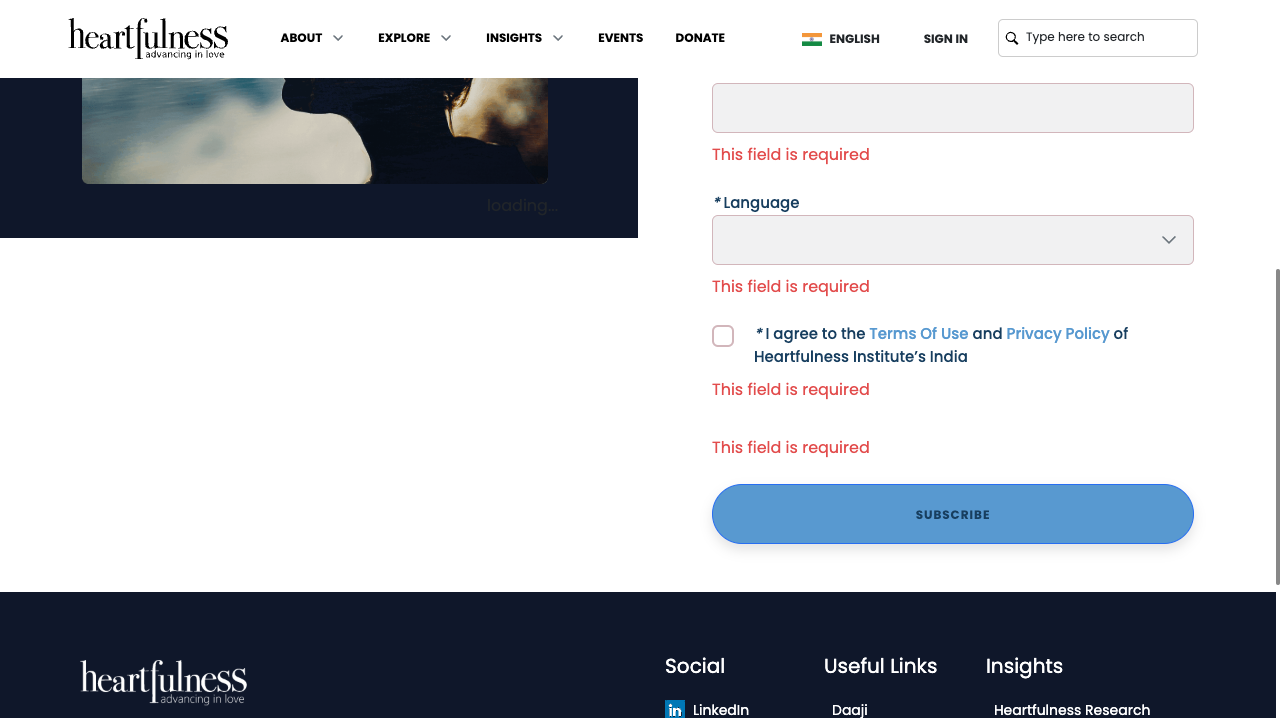 heartfulness
advancing in love
ABOUT
EXPLORE
INSIGHTS
EVENTS
DONATE
ENGLISH
SIGN IN
Type here to search
loading...
This field is required
* Language
This field is required
* I agree to the Terms Of Use and Privacy Policy of
Heartfulness Institute’s India
This field is required
This field is required
SUBSCRIBE
heartfulness
advancing in love
Social
Useful Links
Insights
in LinkedIn
Daaji
Heartfulness Research